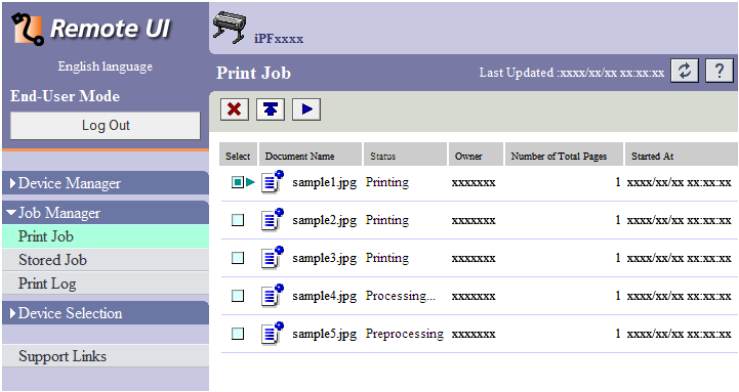 Remote UI
English language
End-User Mode
Log Out
Device Manager
Job Manager
Print Job
Stored Job
Print Log
Device Selection
Support Links
iPFxxxx
Print Job
Last Updated :xxxx/xx/xx xx:xx:xx
?
Select Document Name Status Owner Number of Total Pages Started At
sample1.jpg Printing xxxxxxx 1 xxxx/xx/xx xx:xx:xx
sample2.jpg Printing xxxxxxx 1 xxxx/xx/xx xx:xx:xx
sample3.jpg Printing xxxxxxx 1 xxxx/xx/xx xx:xx:xx
sample4.jpg Processing... xxxxxxx 1 xxxx/xx/xx xx:xx:xx
sample5.jpg Preprocessing xxxxxxx 1 xxxx/xx/xx xx:xx:xx